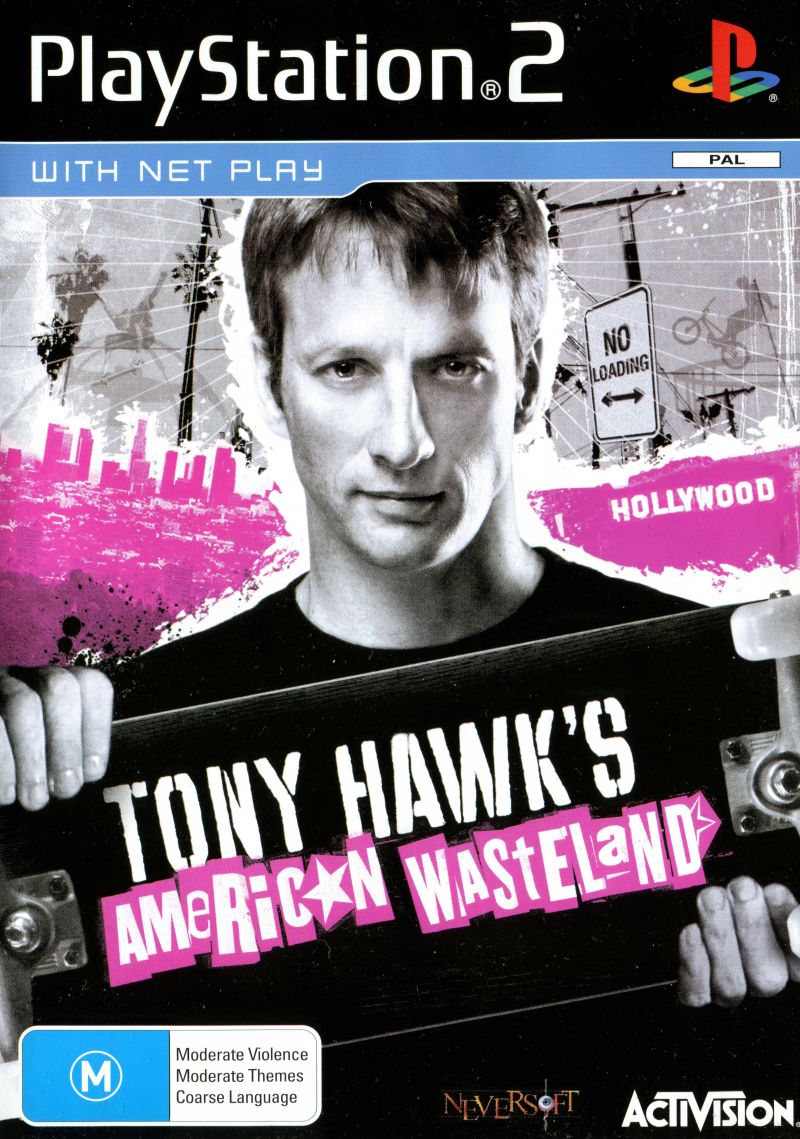 PlayStation®2
WITH NET PLAY
PAL
NO
LOADING
HOLLYWOOD
TONY HAWK'S
AMERICAN WASTELAND
M
Moderate Violence
Moderate Themes
Coarse Language
NEVERSOFT
ACTIVISION®